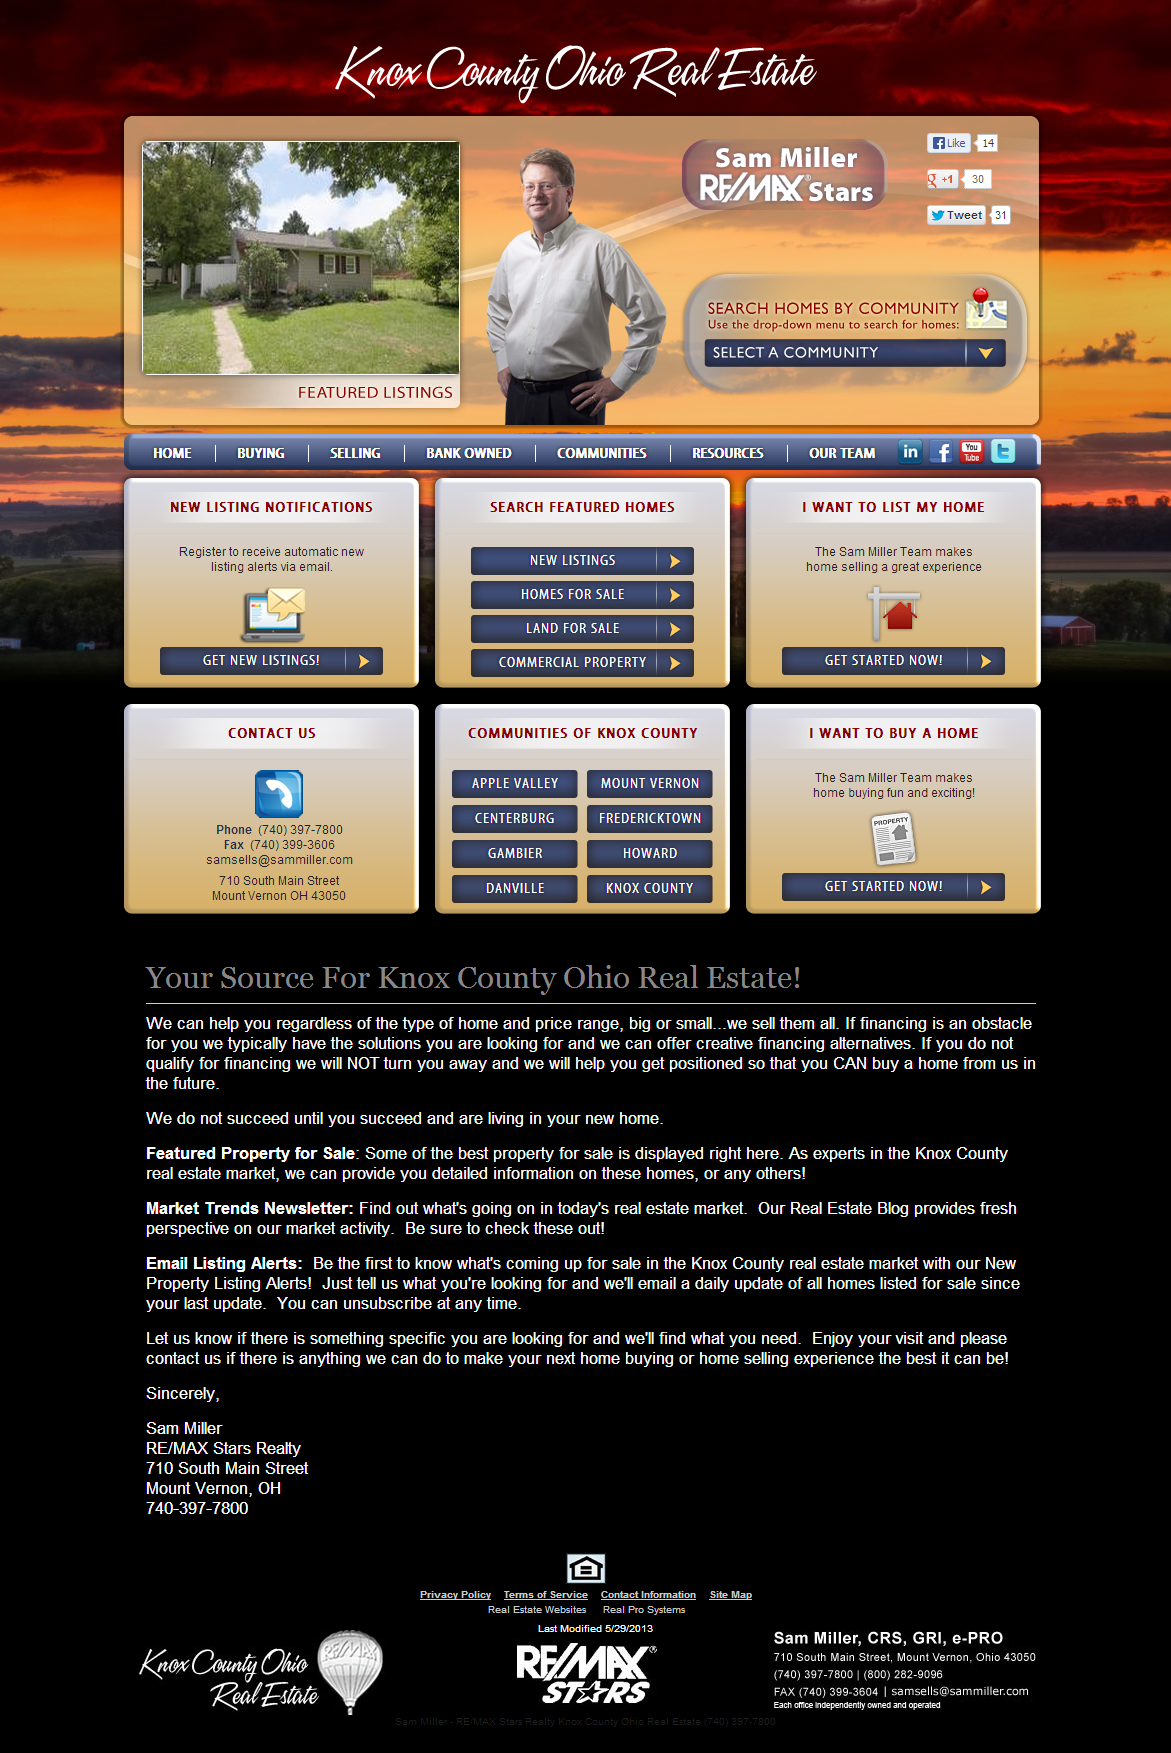 Knox County Ohio Real Estate
Sam Miller
RE/MAX® Stars
Like 14
+1 30
Tweet 31
SEARCH HOMES BY COMMUNITY
Use the drop-down menu to search for homes:
SELECT A COMMUNITY
FEATURED LISTINGS
HOME
BUYING
SELLING
BANK OWNED
COMMUNITIES
RESOURCES
OUR TEAM
in
f
You
Tube
t
NEW LISTING NOTIFICATIONS
Register to receive automatic new
listing alerts via email.
GET NEW LISTINGS!
SEARCH FEATURED HOMES
NEW LISTINGS
HOMES FOR SALE
LAND FOR SALE
COMMERCIAL PROPERTY
I WANT TO LIST MY HOME
The Sam Miller Team makes
home selling a great experience
GET STARTED NOW!
CONTACT US
Phone (740) 397-7800
Fax (740) 399-3606
samsells@sammiller.com
710 South Main Street
Mount Vernon OH 43050
COMMUNITIES OF KNOX COUNTY
APPLE VALLEY
MOUNT VERNON
CENTERBURG
FREDERICKTOWN
GAMBIER
HOWARD
DANVILLE
KNOX COUNTY
I WANT TO BUY A HOME
The Sam Miller Team makes
home buying fun and exciting!
PROPERTY
GET STARTED NOW!
Your Source For Knox County Ohio Real Estate!
We can help you regardless of the type of home and price range, big or small...we sell them all. If financing is an obstacle
for you we typically have the solutions you are looking for and we can offer creative financing alternatives. If you do not
qualify for financing we will NOT turn you away and we will help you get positioned so that you CAN buy a home from us in
the future.
We do not succeed until you succeed and are living in your new home.
Featured Property for Sale: Some of the best property for sale is displayed right here. As experts in the Knox County
real estate market, we can provide you detailed information on these homes, or any others!
Market Trends Newsletter: Find out what's going on in today's real estate market. Our Real Estate Blog provides fresh
perspective on our market activity. Be sure to check these out!
Email Listing Alerts: Be the first to know what's coming up for sale in the Knox County real estate market with our New
Property Listing Alerts! Just tell us what you're looking for and we'll email a daily update of all homes listed for sale since
your last update. You can unsubscribe at any time.
Let us know if there is something specific you are looking for and we'll find what you need. Enjoy your visit and please
contact us if there is anything we can do to make your next home buying or home selling experience the best it can be!
Sincerely,
Sam Miller
RE/MAX Stars Realty
710 South Main Street
Mount Vernon, OH
740-397-7800
Privacy Policy Terms of Service Contact Information Site Map
Real Estate Websites Real Pro Systems
Last Modified 5/29/2013
Knox County Ohio
Real Estate
RE/MAX
RE/MAX®
STARS
Sam Miller, CRS, GRI, e-PRO
710 South Main Street, Mount Vernon, Ohio 43050
(740) 397-7800 | (800) 282-9096
FAX (740) 399-3604 | samsells@sammiller.com
Each office independently owned and operated
Sam Miller - RE/MAX Stars Realty Knox County Ohio Real Estate (740) 397-7800